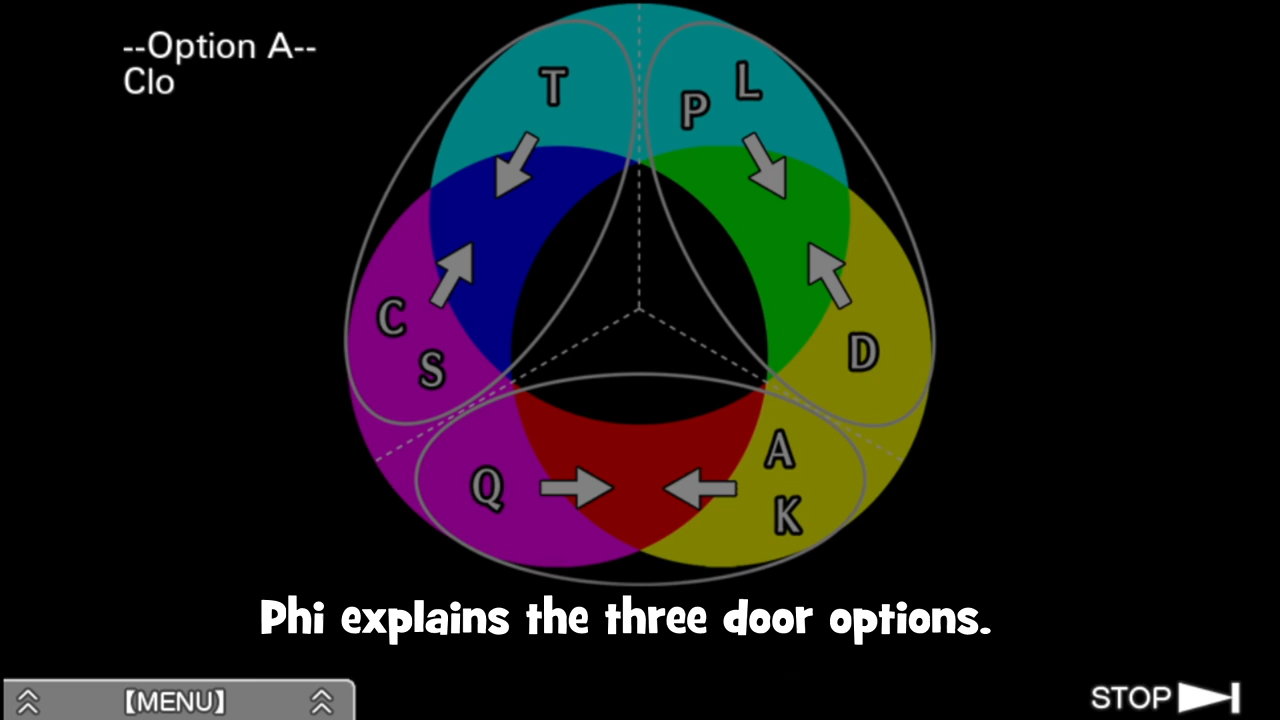 --Option A--
Clo
T
P L
C
S
D
Q
A
K
Phi explains the three door options.
【MENU】
STOP